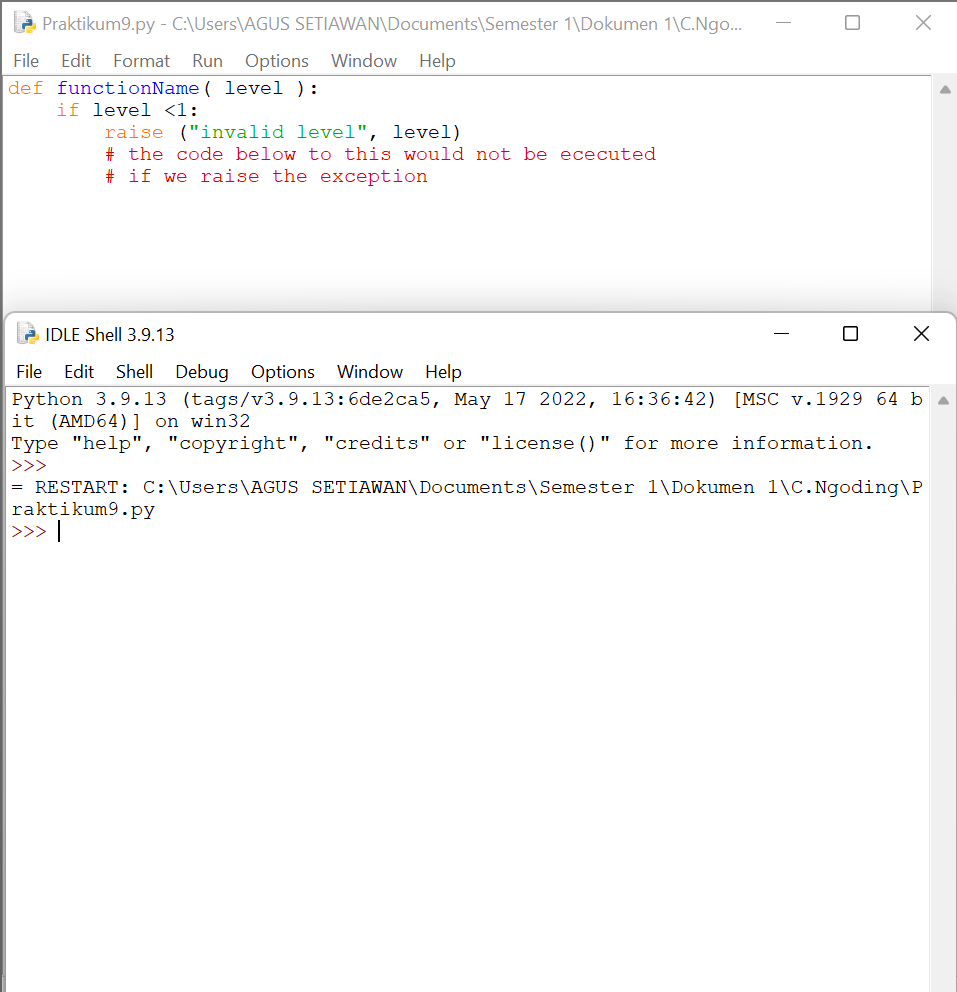 Praktikum9.py - C:\Users\AGUS SETIAWAN\Documents\Semester 1\Dokumen 1\C.Ngo...
File Edit Format Run Options Window Help
def functionName( level ):
    if level <1:
        raise ("invalid level", level)
        # the code below to this would not be ececuted
        # if we raise the exception
IDLE Shell 3.9.13
File Edit Shell Debug Options Window Help
Python 3.9.13 (tags/v3.9.13:6de2ca5, May 17 2022, 16:36:42) [MSC v.1929 64 b
it (AMD64)] on win32
Type "help", "copyright", "credits" or "license()" for more information.
>>>
= RESTART: C:\Users\AGUS SETIAWAN\Documents\Semester 1\Dokumen 1\C.Ngoding\P
raktikum9.py
>>>